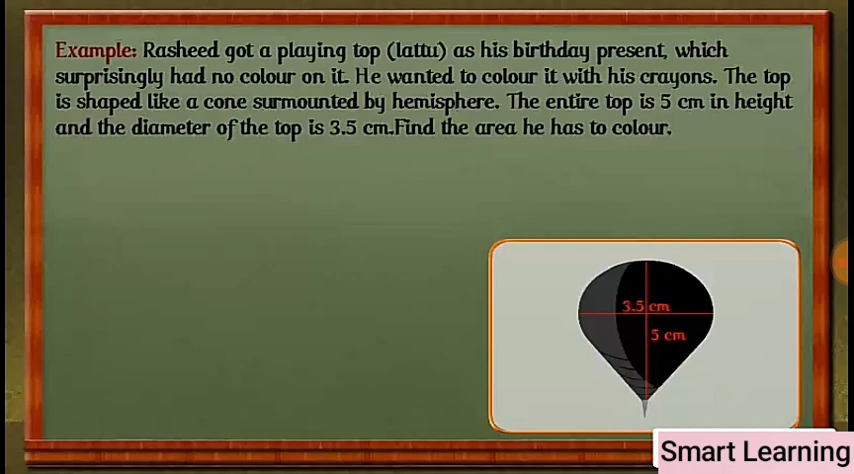 Example: Rasheed got a playing top (lattu) as his birthday present, which
surprisingly had no colour on it. He wanted to colour it with his crayons. The top
is shaped like a cone surmounted by hemisphere. The entire top is 5 cm in height
and the diameter of the top is 3.5 cm.Find the area he has to colour.
3.5 cm
5 cm
Smart Learning